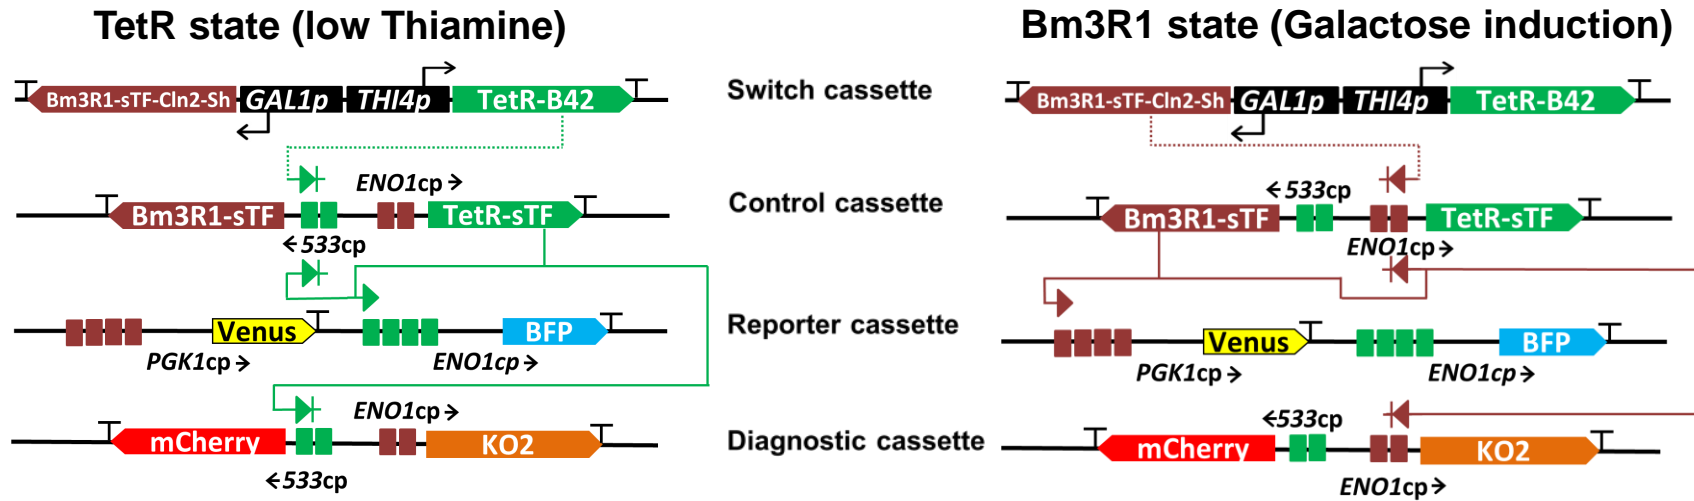 TetR state (low Thiamine)
Bm3R1 state (Galactose induction)
Bm3R1-sTF-Cln2-Sh GAL1p THI4p TetR-B42
Switch cassette
Bm3R1-sTF-Cln2-Sh GAL1p THI4p TetR-B42
ENO1cp
Bm3R1-sTF TetR-sTF
533cp
Control cassette
533cp
Bm3R1-sTF TetR-sTF
ENO1cp
Venus BFP
PGK1cp ENO1cp
Reporter cassette
Venus BFP
PGK1cp ENO1cp
ENO1cp
mCherry KO2
533cp
Diagnostic cassette
533cp
mCherry KO2
ENO1cp